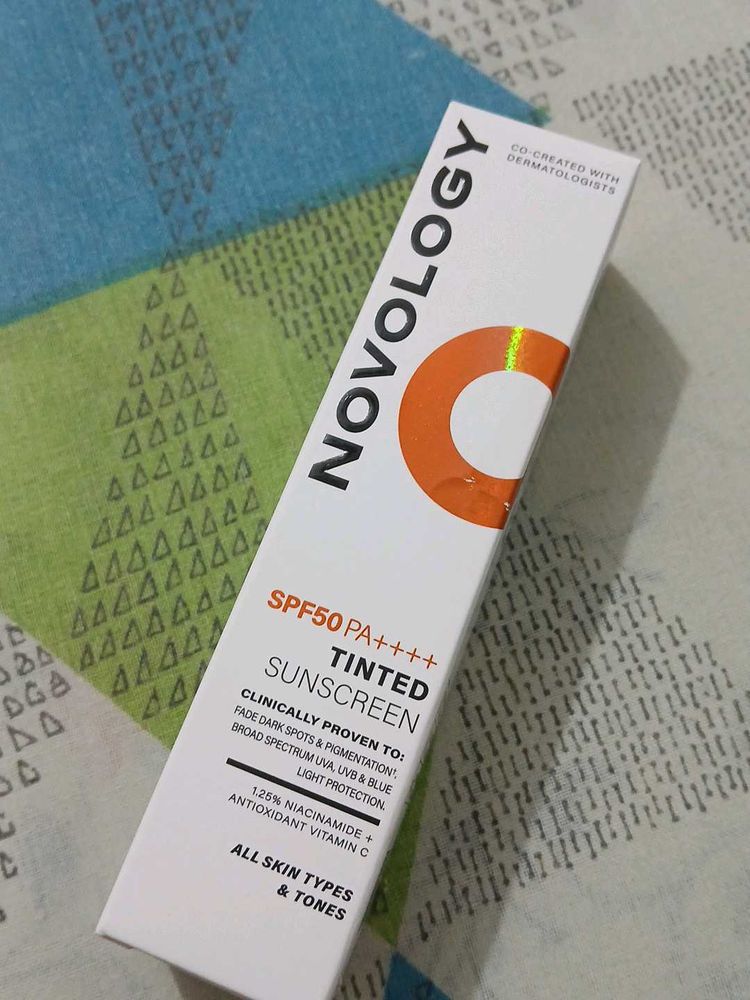 NOVOLOGY
CO-CREATED WITH
DERMATOLOGISTS
SPF50 PA++++
TINTED
SUNSCREEN
CLINICALLY PROVEN TO:
FADE DARK SPOTS & PIGMENTATION†,
BROAD SPECTRUM UVA, UVB & BLUE
LIGHT PROTECTION.
1.25% NIACINAMIDE +
ANTIOXIDANT VITAMIN C
ALL SKIN TYPES
& TONES